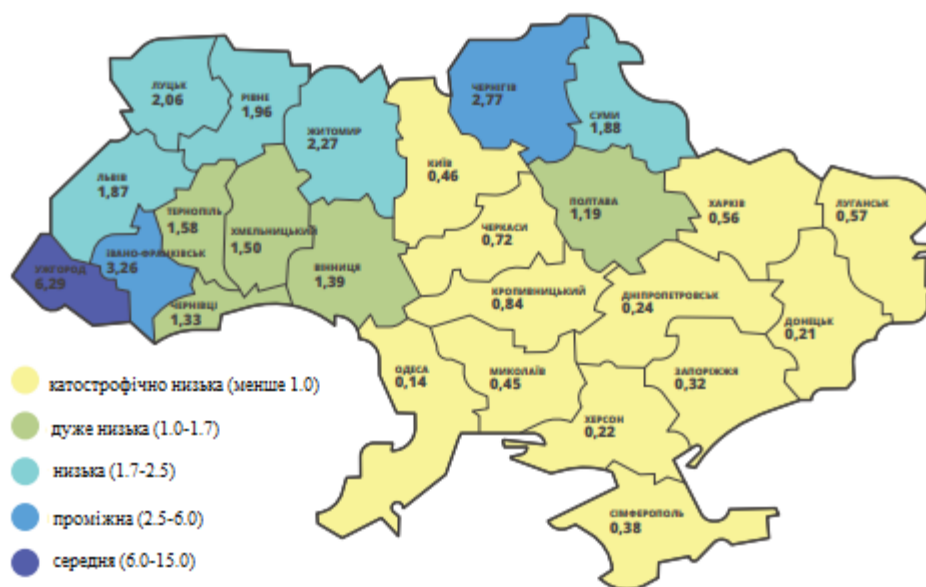 ЛУЦЬК
2,06
РІВНЕ
1,96
ЖИТОМИР
2,27
ЧЕРНІГІВ
2,77
СУМИ
1,88
КИЇВ
0,46
ЛЬВІВ
1,87
ТЕРНОПІЛЬ
1,58
ХМЕЛЬНИЦЬКИЙ
1,50
ІВАНО-ФРАНКІВСЬК
3,26
УЖГОРОД
6,29
ЧЕРНІВЦІ
1,33
ВІННИЦЯ
1,39
ЧЕРКАСИ
0,72
ПОЛТАВА
1,19
ХАРКІВ
0,56
ЛУГАНСЬК
0,57
КРОПИВНИЦЬКИЙ
0,84
ДНІПРОПЕТРОВСЬК
0,24
ДОНЕЦЬК
0,21
ОДЕСА
0,14
МИКОЛАЇВ
0,45
ЗАПОРІЖЖЯ
0,32
ХЕРСОН
0,22
СІМФЕРОПОЛЬ
0,38
катострофічно низька (менше 1.0)
дуже низька (1.0-1.7)
низька (1.7-2.5)
проміжна (2.5-6.0)
середня (6.0-15.0)